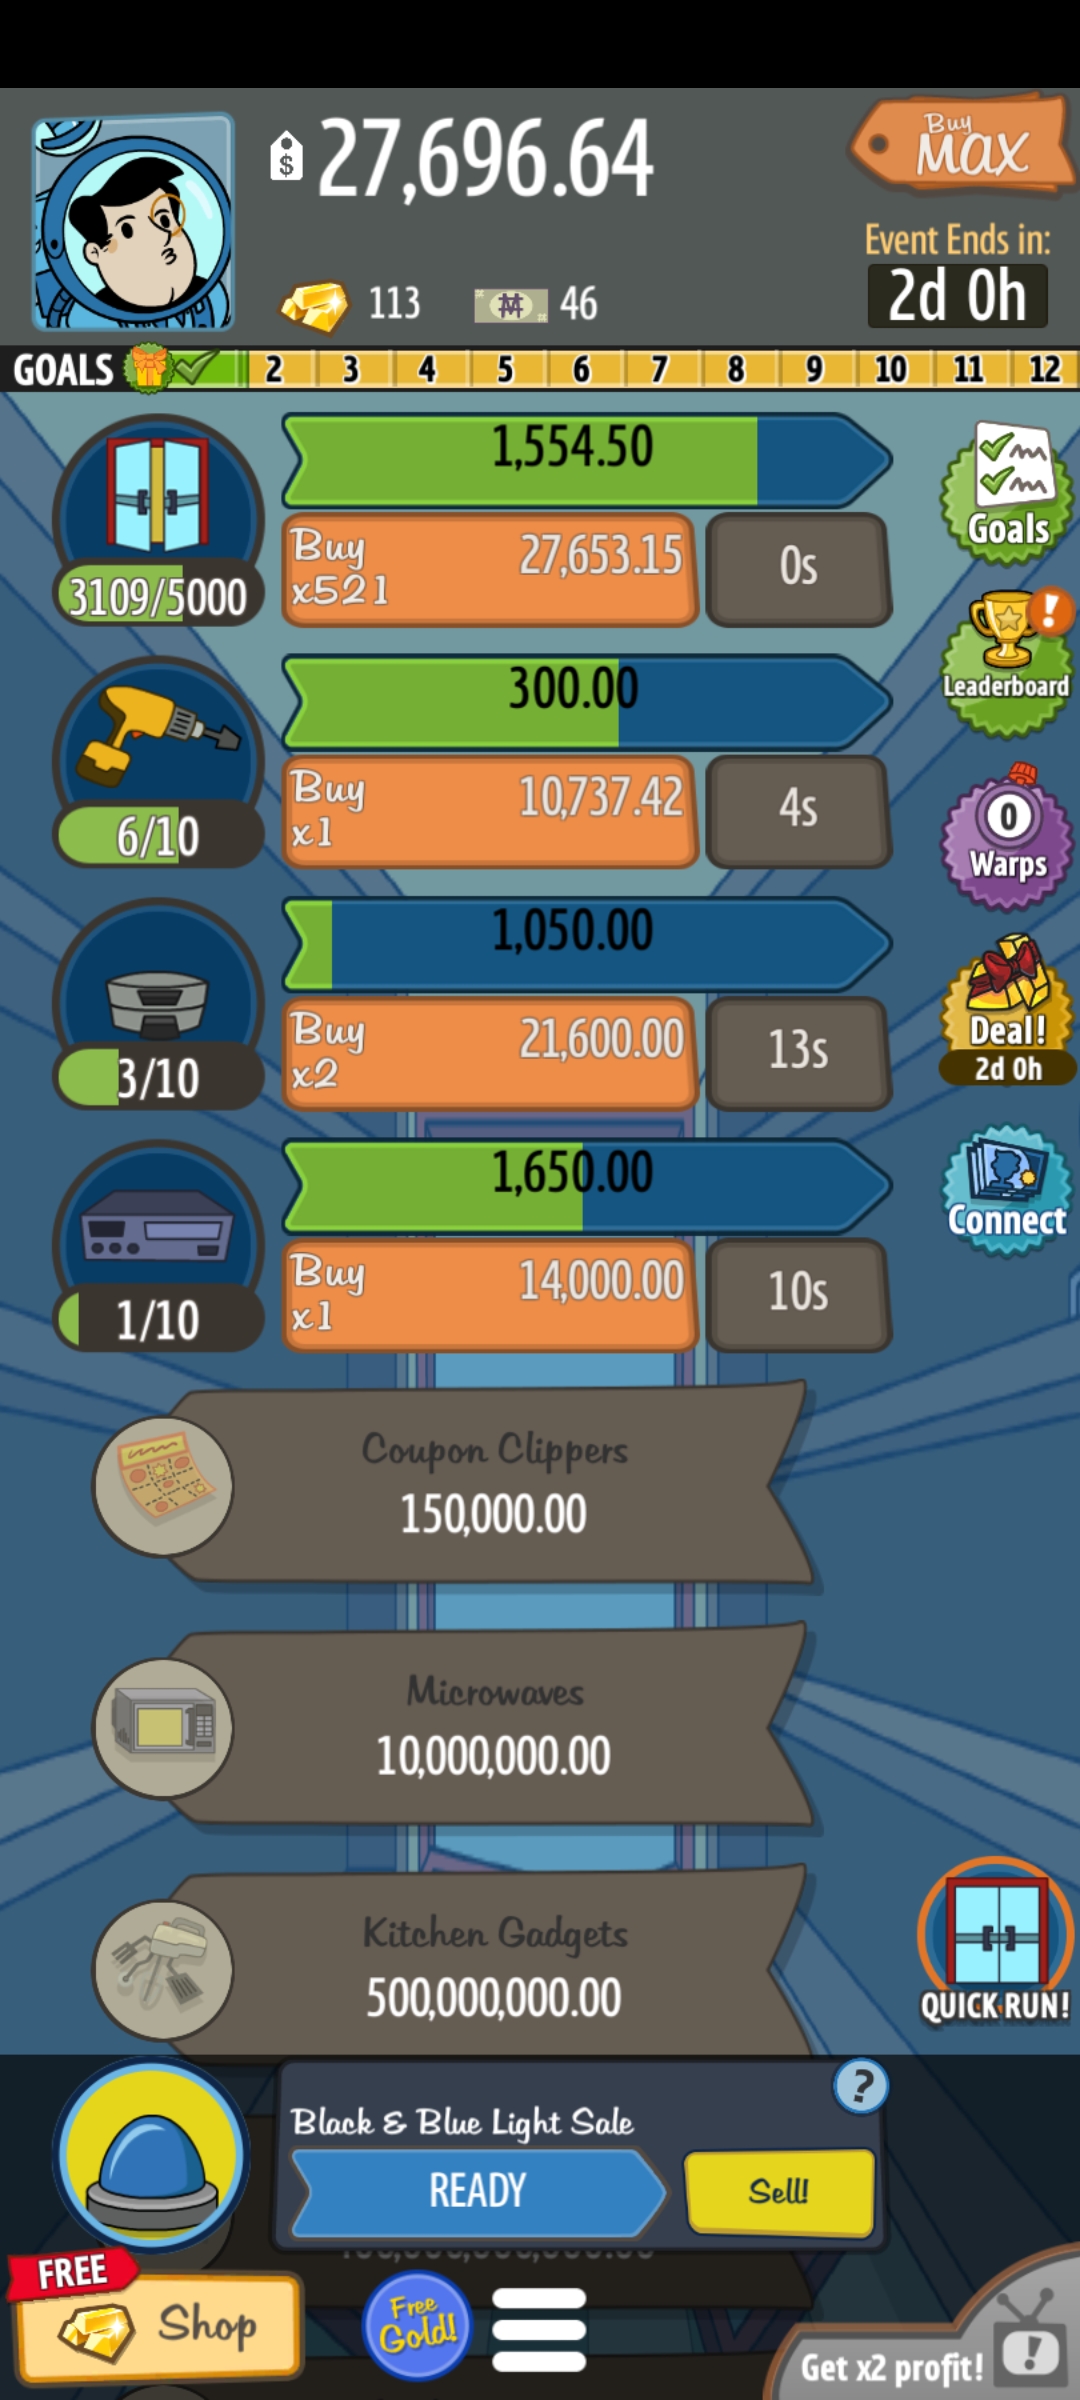 $ 27,696.64
Buy
MAX
Event Ends in:
2d 0h
113
46
GOALS 2 3 4 5 6 7 8 9 10 11 12
1,554.50
Buy
x521
27,653.15
0s
3109/5000
Goals
300.00
Buy
x1
10,737.42
4s
6/10
!
Leaderboard
1,050.00
Buy
x2
21,600.00
13s
3/10
0
Warps
Deal!
2d 0h
1,650.00
Buy
x1
14,000.00
10s
1/10
Connect
Coupon Clippers
150,000.00
Microwaves
10,000,000.00
Kitchen Gadgets
500,000,000.00
QUICK RUN!
?
Black & Blue Light Sale
READY
Sell!
FREE
Shop
Free
Gold!
Get x2 profit!
!